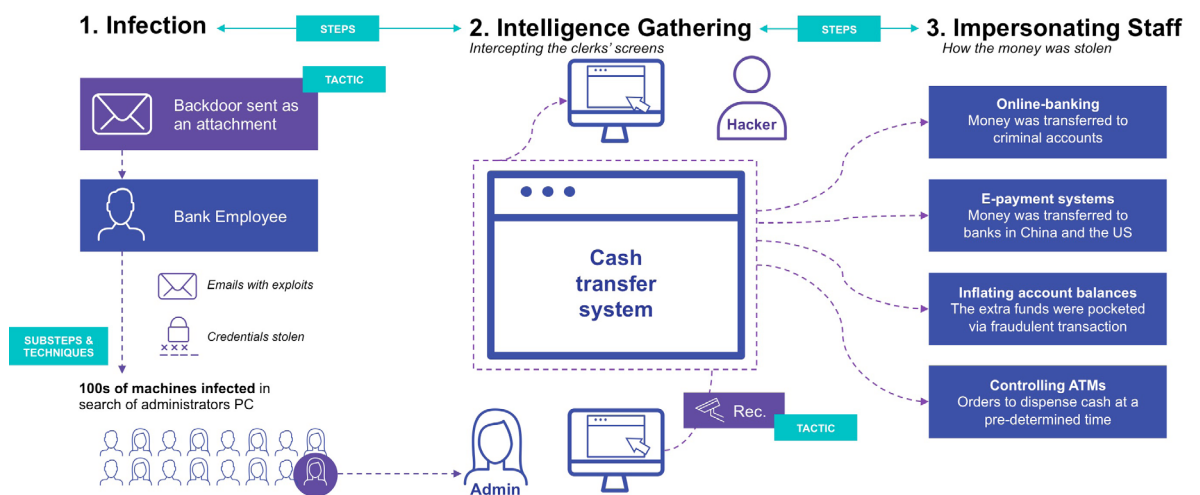 1. Infection
STEPS
2. Intelligence Gathering
Intercepting the clerks' screens
STEPS
3. Impersonating Staff
How the money was stolen
TACTIC
Backdoor sent as
an attachment
Bank Employee
Emails with exploits
Credentials stolen
SUBSTEPS &
TECHNIQUES
100s of machines infected in
search of administrators PC
Hacker
Cash
transfer
system
Admin
Rec.
TACTIC
Online-banking
Money was transferred to
criminal accounts
E-payment systems
Money was transferred to
banks in China and the US
Inflating account balances
The extra funds were pocketed
via fraudulent transaction
Controlling ATMs
Orders to dispense cash at a
pre-determined time